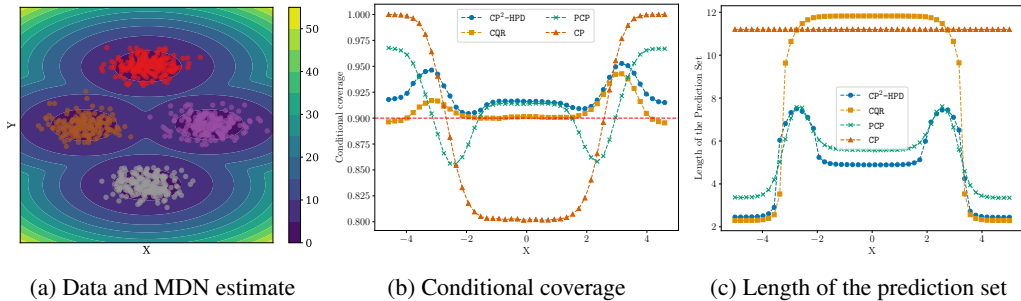 Y
X
0
10
20
30
40
50
(a) Data and MDN estimate
Conditional coverage
1.000
0.975
0.950
0.925
0.900
0.875
0.850
0.825
0.800
CP²-HPD
CQR
PCP
CP
−4
−2
0
2
4
X
(b) Conditional coverage
Length of the Prediction Set
12
10
8
6
4
2
CP²-HPD
CQR
PCP
CP
−4
−2
0
2
4
X
(c) Length of the prediction set